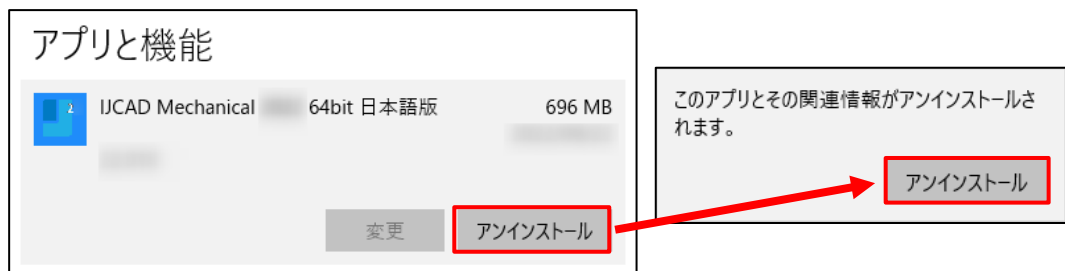 アプリと機能
IJCAD Mechanical 64bit 日本語版 696 MB
変更 アンインストール
このアプリとその関連情報がアンインストールさ
れます。
アンインストール